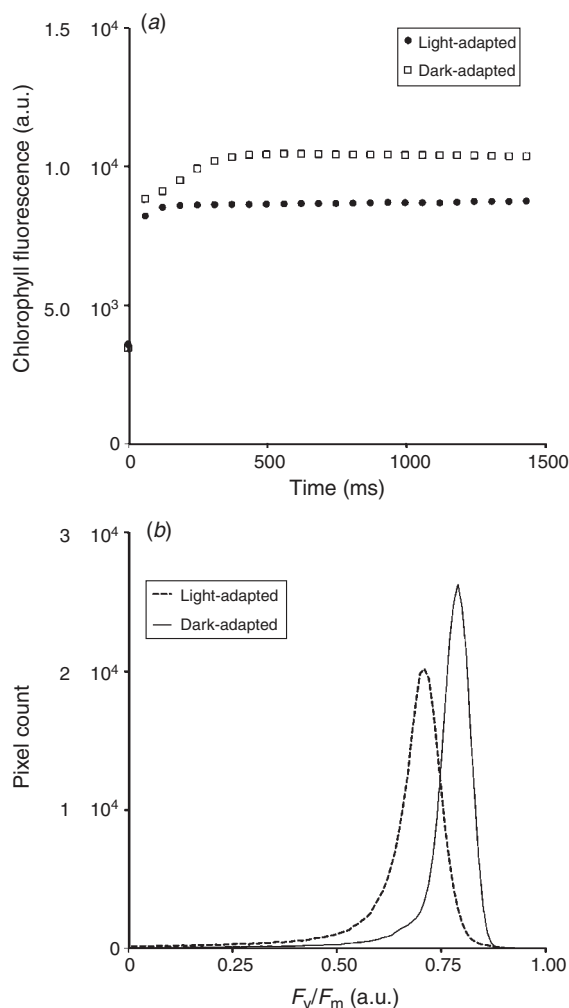 (a)
1.5 10⁴
1.0 10⁴
5.0 10³
0
Chlorophyll fluorescence (a.u.)
Light-adapted
Dark-adapted
0 500 1000 1500
Time (ms)
(b)
3 10⁴
2 10⁴
1 10⁴
0
Pixel count
Light-adapted
Dark-adapted
0 0.25 0.50 0.75 1.00
Fᵥ/Fₘ (a.u.)